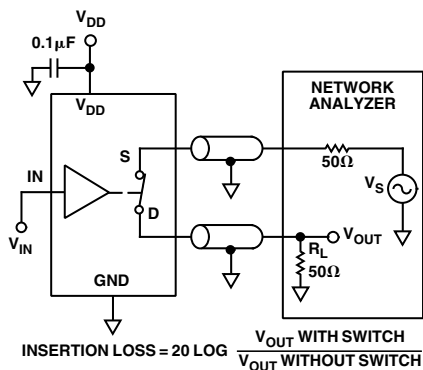 VDD
0.1µF
VDD
NETWORK
ANALYZER
S
IN
50Ω
VS
D
VOUT
VIN
RL
50Ω
GND
INSERTION LOSS = 20 LOG VOUT WITH SWITCH
VOUT WITHOUT SWITCH